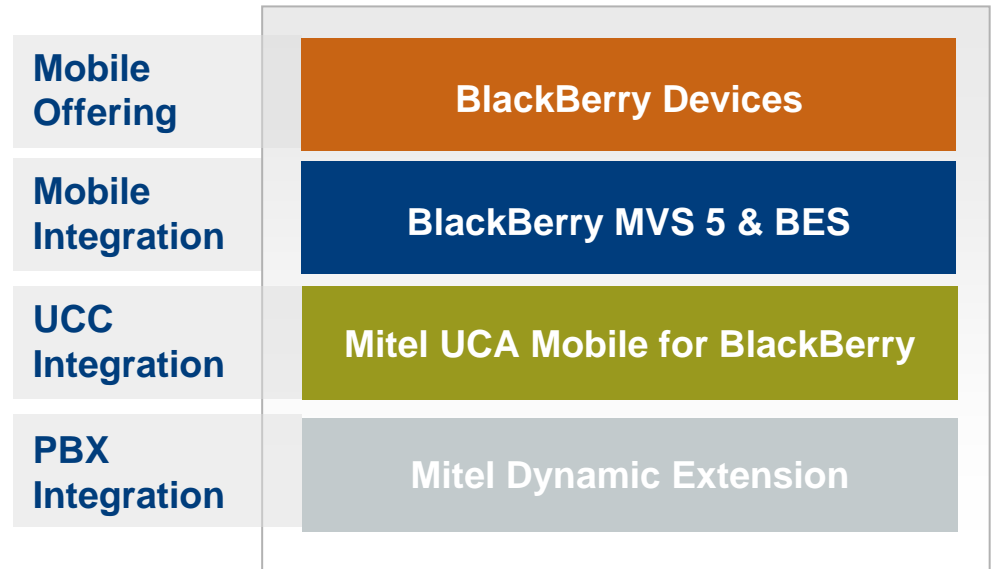 Mobile
Offering
BlackBerry Devices
Mobile
Integration
BlackBerry MVS 5 & BES
UCC
Integration
Mitel UCA Mobile for BlackBerry
PBX
Integration
Mitel Dynamic Extension